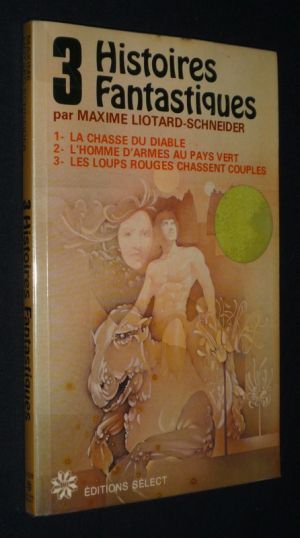 3 Histoires
Fantastiques
par MAXIME LIOTARD-SCHNEIDER
1- LA CHASSE DU DIABLE
2- L'HOMME D'ARMES AU PAYS VERT
3- LES LOUPS ROUGES CHASSENT COUPLES
ÉDITIONS SÉLECT
3 Histoires Fantastiques